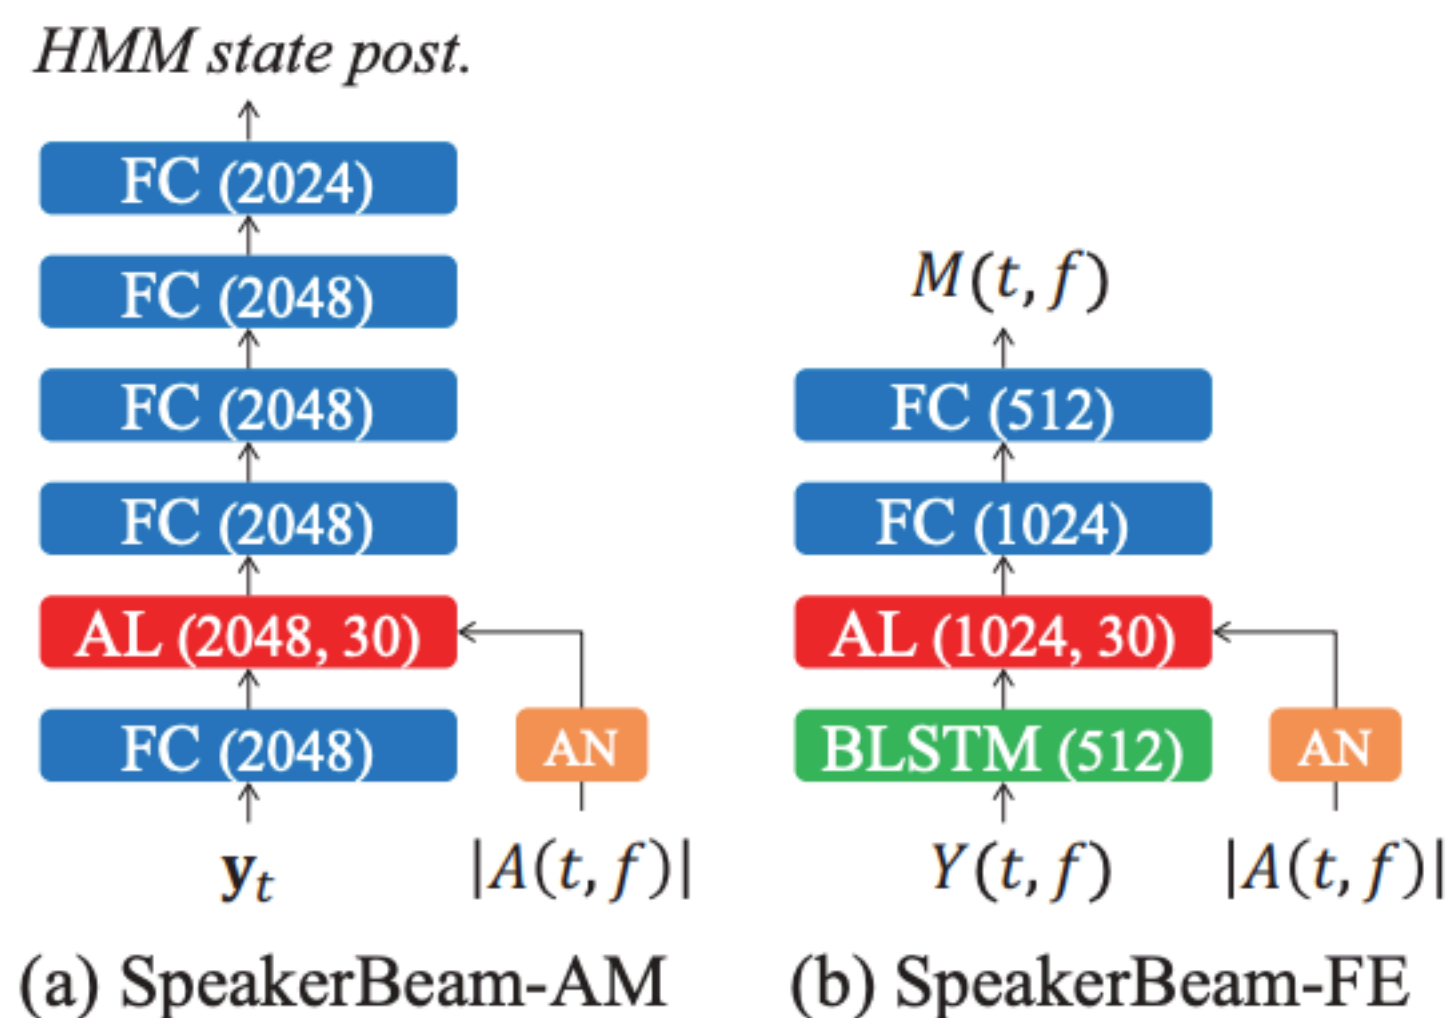 HMM state post.
FC (2024)
FC (2048)
FC (2048)
FC (2048)
AL (2048, 30)
FC (2048)
AN
y_t
|A(t, f)|
(a) SpeakerBeam-AM
M(t, f)
FC (512)
FC (1024)
AL (1024, 30)
BLSTM (512)
AN
Y(t, f)
|A(t, f)|
(b) SpeakerBeam-FE